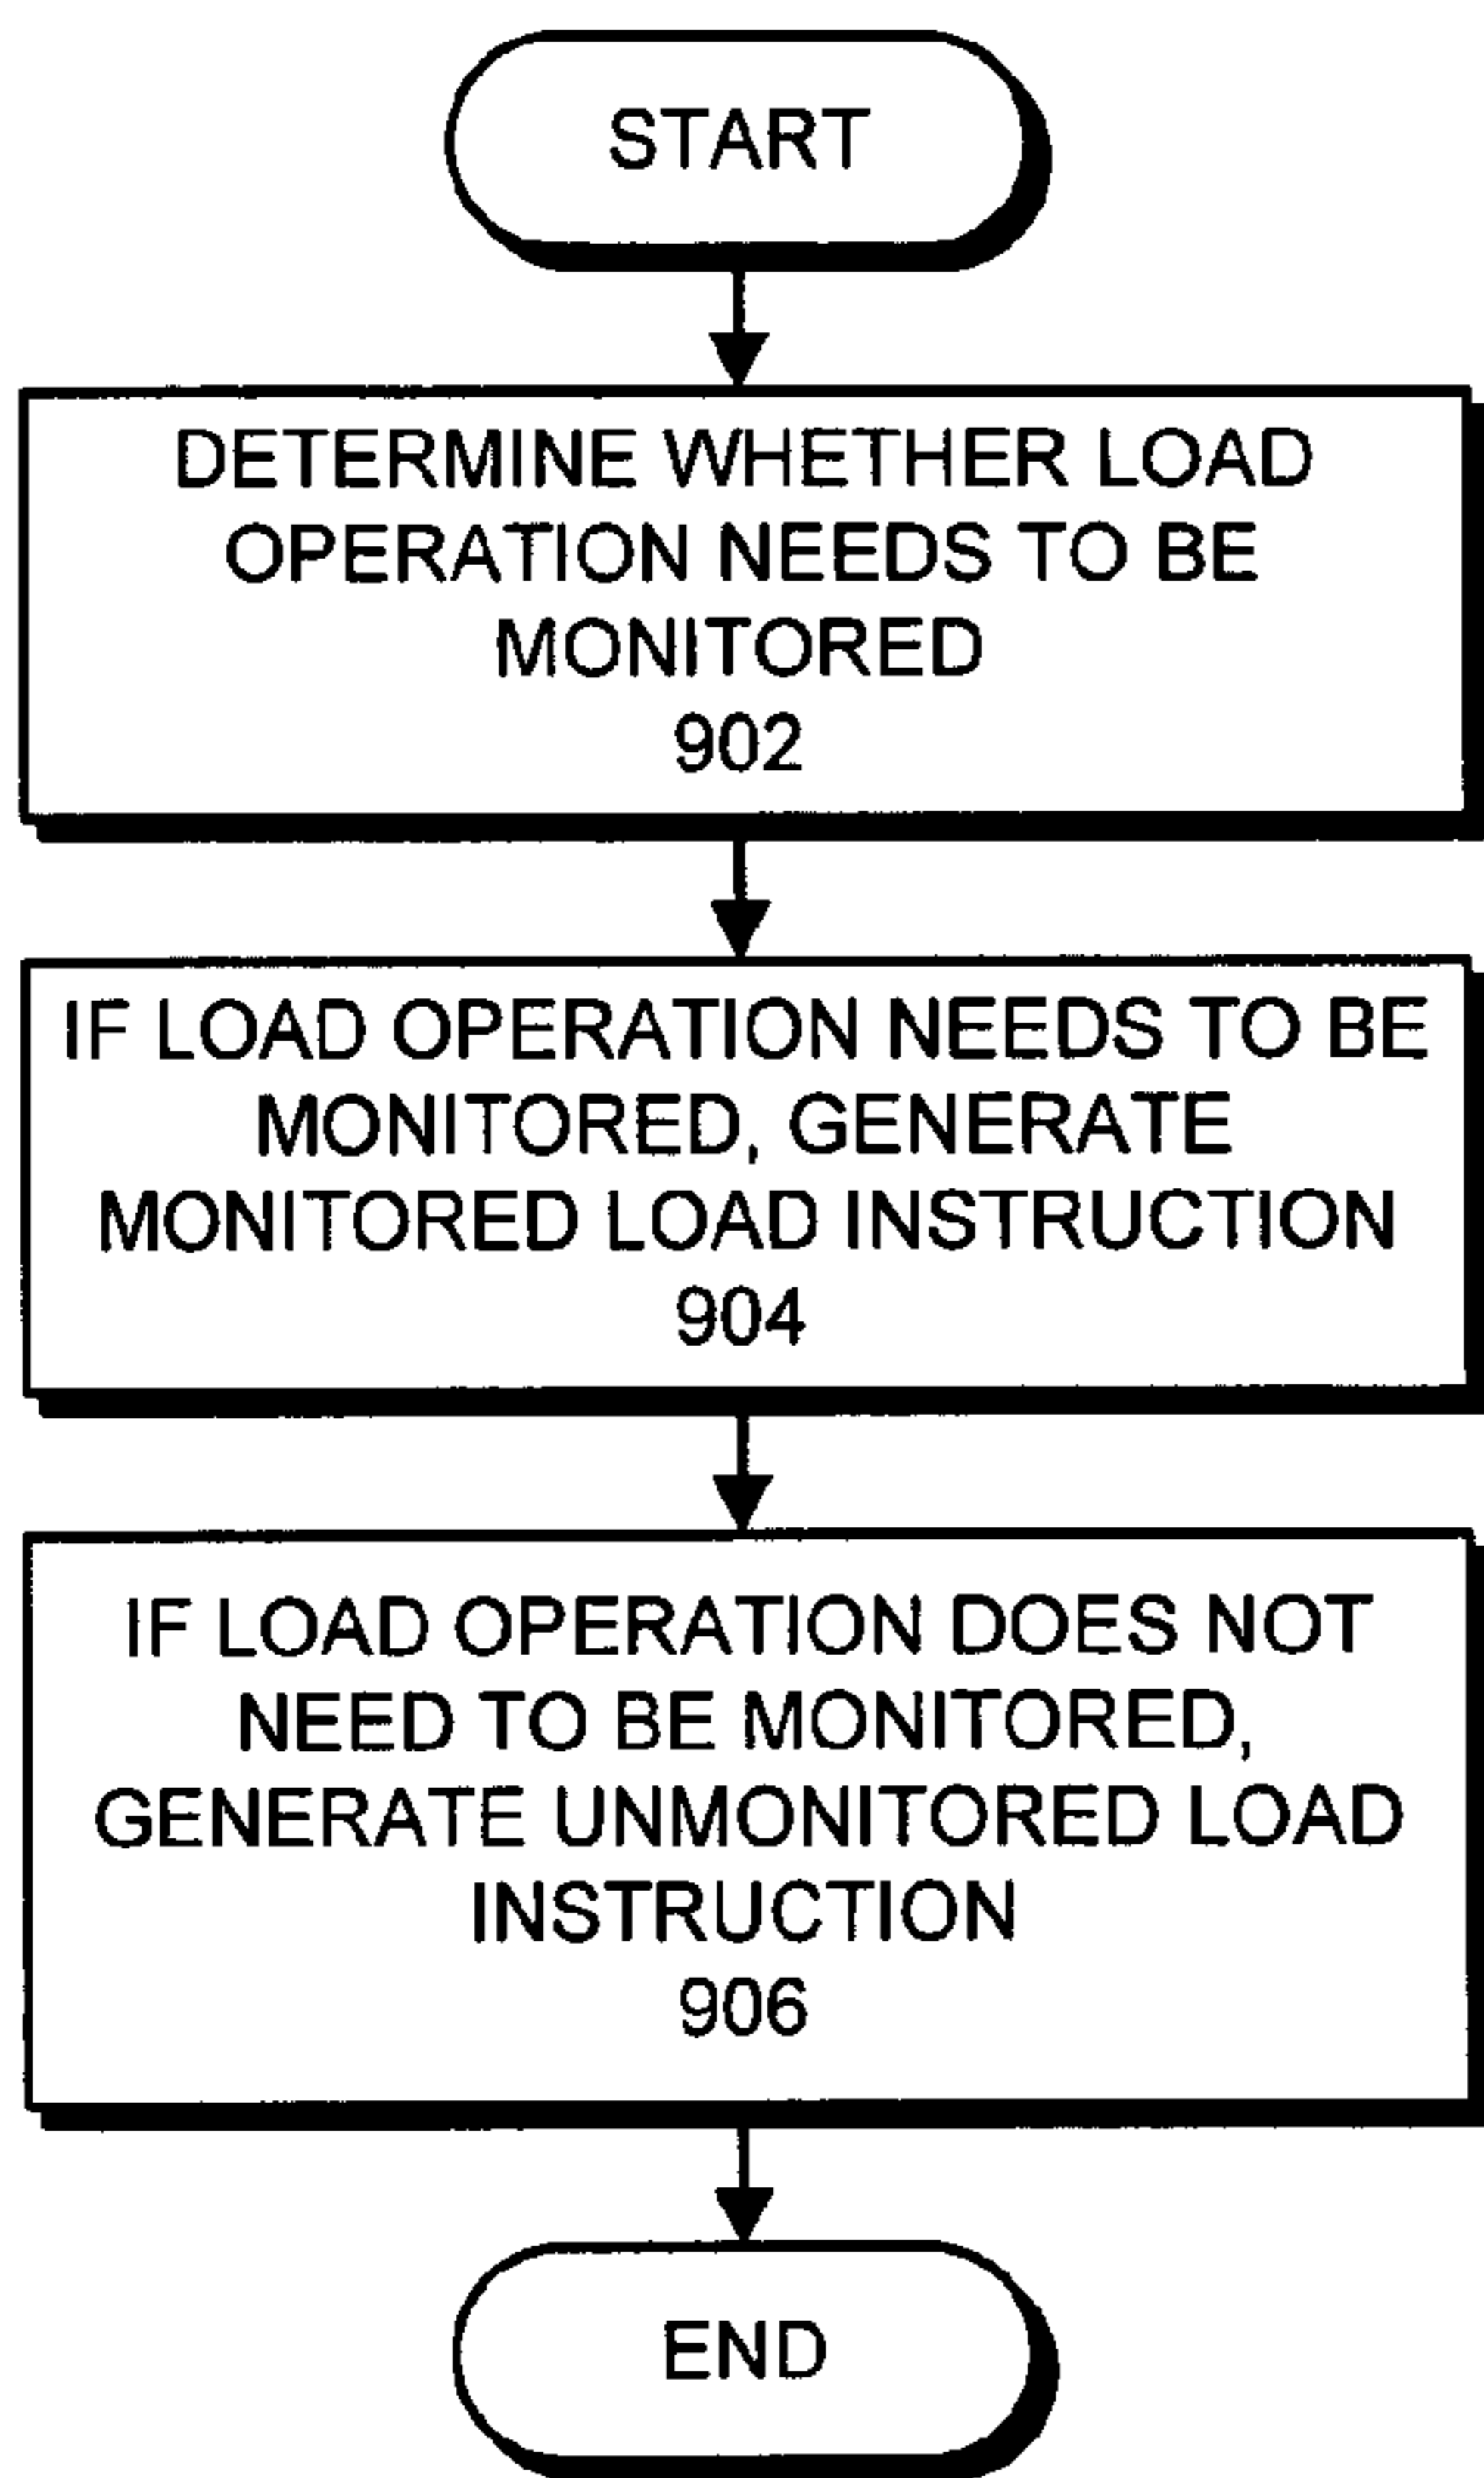 START
DETERMINE WHETHER LOAD
OPERATION NEEDS TO BE
MONITORED
902
IF LOAD OPERATION NEEDS TO BE
MONITORED, GENERATE
MONITORED LOAD INSTRUCTION
904
IF LOAD OPERATION DOES NOT
NEED TO BE MONITORED,
GENERATE UNMONITORED LOAD
INSTRUCTION
906
END